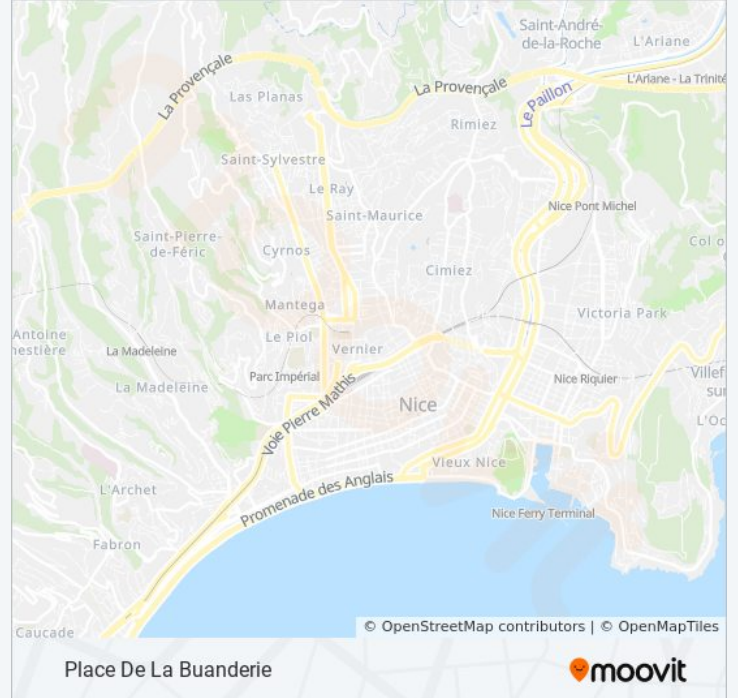 Saint-André-
de-la-Roche
L'Ariane
La Provençale
La Provençale
L'Ariane - La Trinité
Las Planas
Le Paillon
Rimiez
Saint-Sylvestre
Le Ray
Saint-Maurice
Nice Pont Michel
Saint-Pierre-
de-Féric
Cyrnos
Col o
Cimiez
Mantega
Victoria Park
Antoine
nestière
Le Piol
La Madeleine
Vernier
Parc Impérial
Nice Riquier
Villef
sur
La Madeleine
Voie Pierre Mathis
Nice
L'Oc
Vieux Nice
L'Archet
Promenade des Anglais
Nice Ferry Terminal
Fabron
Caucade
© OpenStreetMap contributors | © OpenMapTiles
Place De La Buanderie
moovit